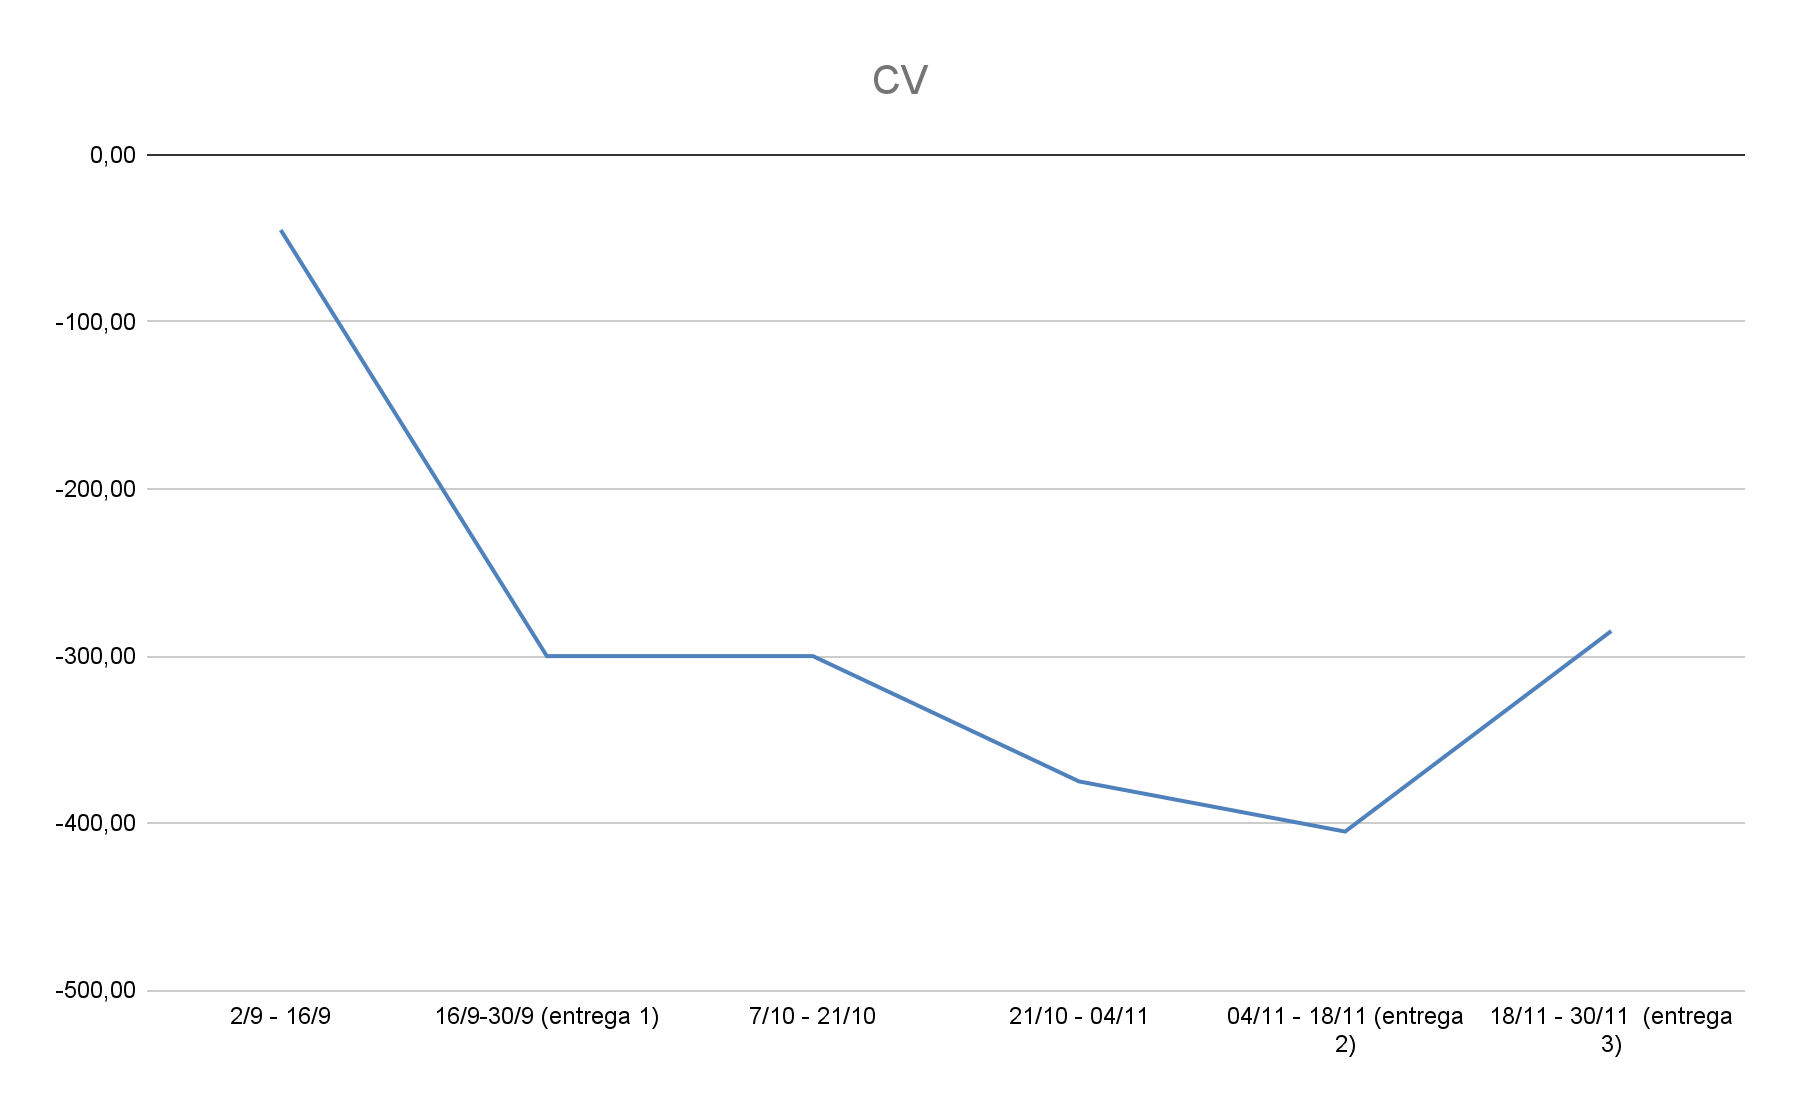 CV
0,00
-100,00
-200,00
-300,00
-400,00
-500,00
2/9 - 16/9
16/9-30/9 (entrega 1)
7/10 - 21/10
21/10 - 04/11
04/11 - 18/11 (entrega
2)
18/11 - 30/11  (entrega
3)